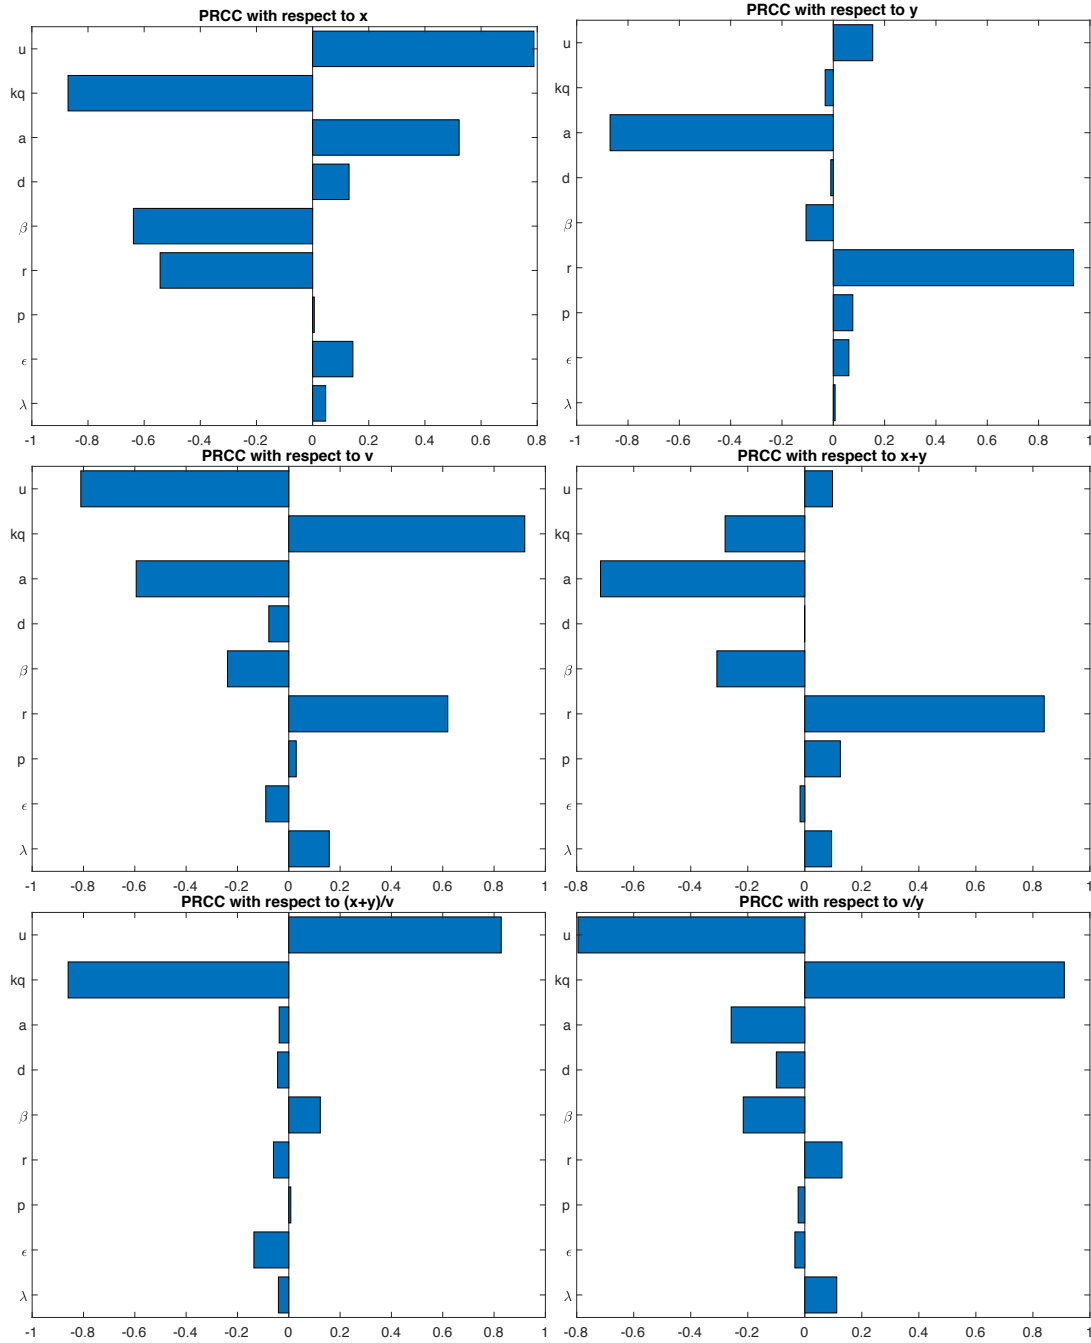 PRCC with respect to x
u
kq
a
d
β
r
p
ϵ
λ
-1 -0.8 -0.6 -0.4 -0.2 0 0.2 0.4 0.6 0.8
PRCC with respect to y
u
kq
a
d
β
r
p
ϵ
λ
-1 -0.8 -0.6 -0.4 -0.2 0 0.2 0.4 0.6 0.8 1
PRCC with respect to v
u
kq
a
d
β
r
p
ϵ
λ
-1 -0.8 -0.6 -0.4 -0.2 0 0.2 0.4 0.6 0.8 1
PRCC with respect to x+y
u
kq
a
d
β
r
p
ϵ
λ
-0.8 -0.6 -0.4 -0.2 0 0.2 0.4 0.6 0.8 1
PRCC with respect to (x+y)/v
u
kq
a
d
β
r
p
ϵ
λ
-1 -0.8 -0.6 -0.4 -0.2 0 0.2 0.4 0.6 0.8 1
PRCC with respect to v/y
u
kq
a
d
β
r
p
ϵ
λ
-0.8 -0.6 -0.4 -0.2 0 0.2 0.4 0.6 0.8 1